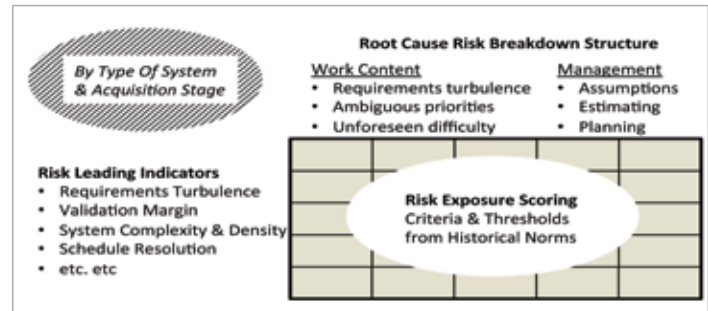 By Type Of System
& Acquisition Stage
Root Cause Risk Breakdown Structure
Work Content
• Requirements turbulence
• Ambiguous priorities
• Unforeseen difficulty
Management
• Assumptions
• Estimating
• Planning
Risk Leading Indicators
• Requirements Turbulence
• Validation Margin
• System Complexity & Density
• Schedule Resolution
• etc. etc
Risk Exposure Scoring
Criteria & Thresholds
from Historical Norms